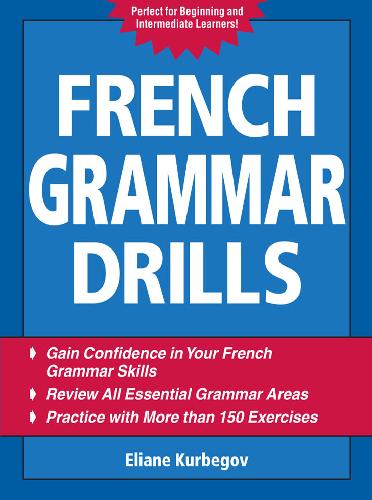 Perfect for Beginning and
Intermediate Learners!
FRENCH
GRAMMAR
DRILLS
Gain Confidence in Your French
Grammar Skills
Review All Essential Grammar Areas
Practice with More than 150 Exercises
Eliane Kurbegov